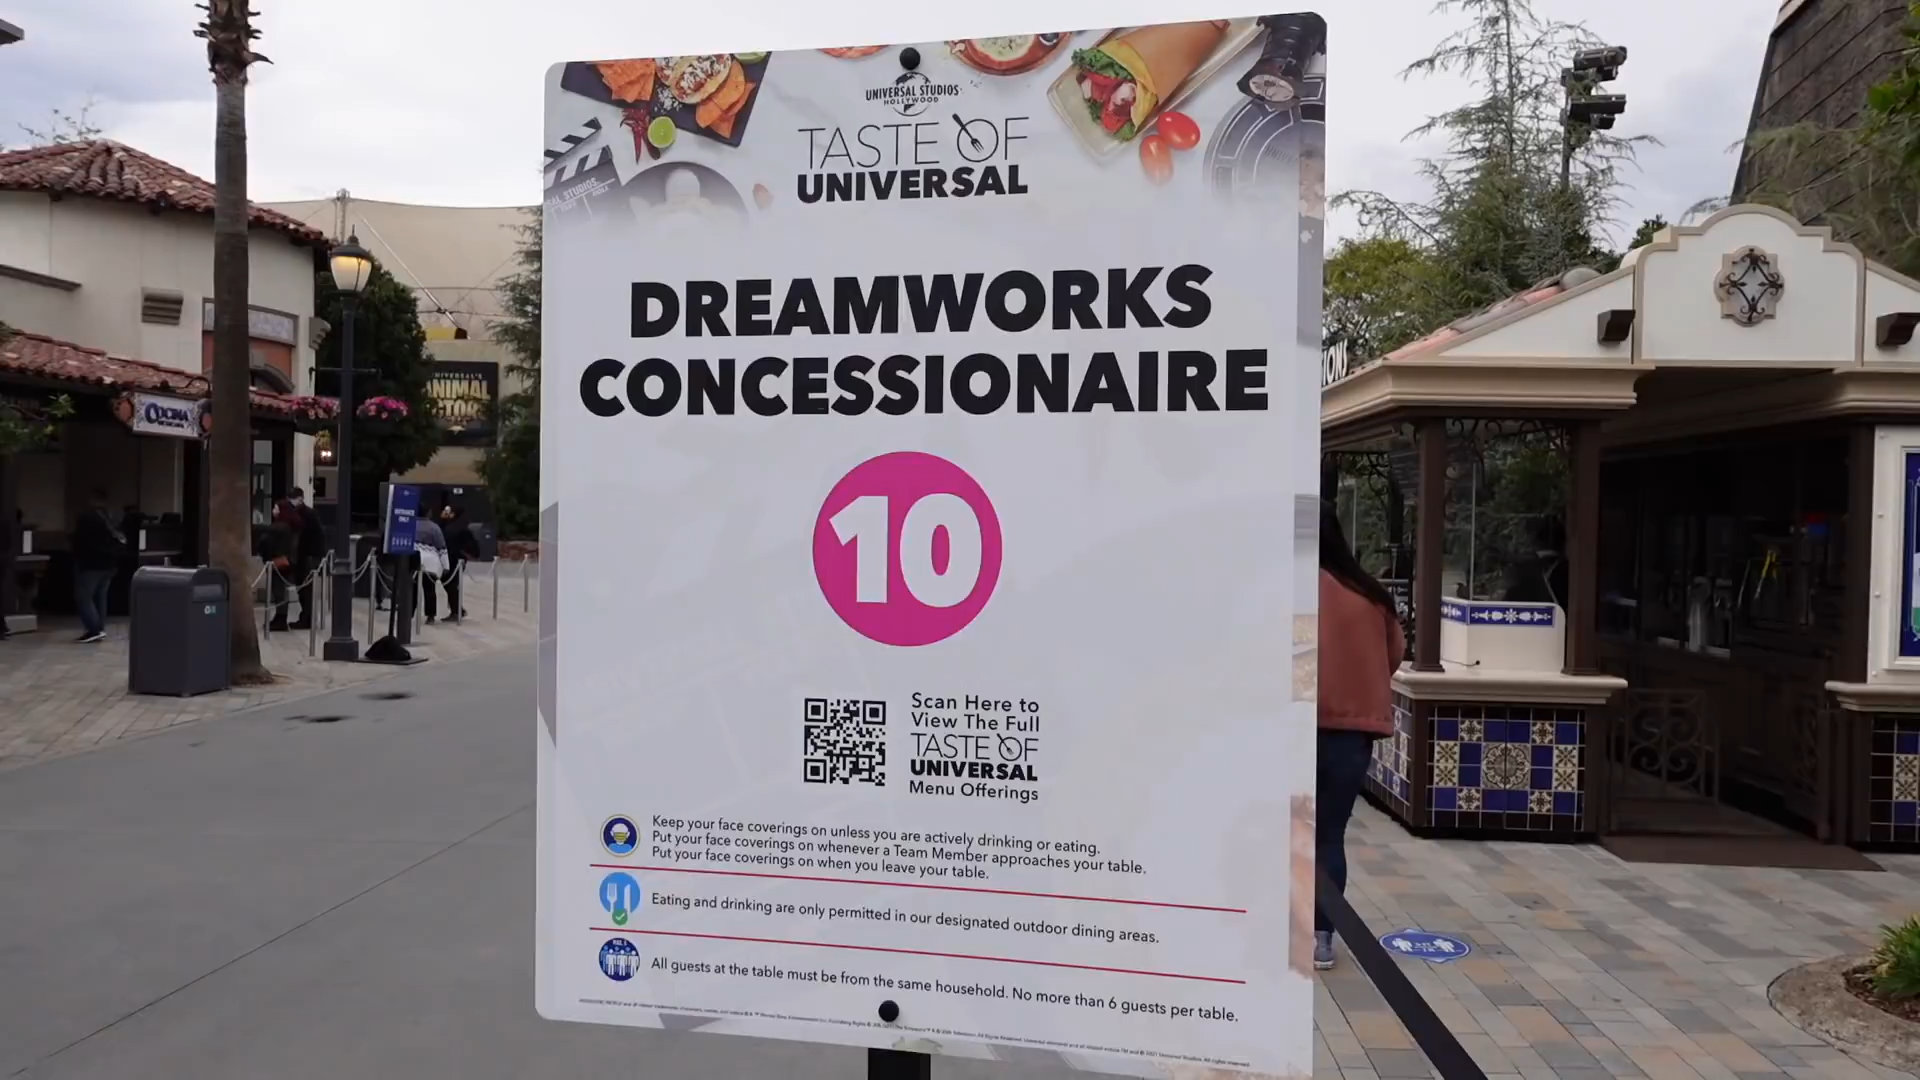 UNIVERSAL STUDIOS
HOLLYWOOD
TASTE OF
UNIVERSAL
DREAMWORKS
CONCESSIONAIRE
10
Scan Here to
View The Full
TASTE OF
UNIVERSAL
Menu Offerings
Keep your face coverings on unless you are actively drinking or eating.
Put your face coverings on whenever a Team Member approaches your table.
Put your face coverings on when you leave your table.
Eating and drinking are only permitted in our designated outdoor dining areas.
All guests at the table must be from the same household. No more than 6 guests per table.
COCINA
MEXICANA
ENTRANCE
ONLY